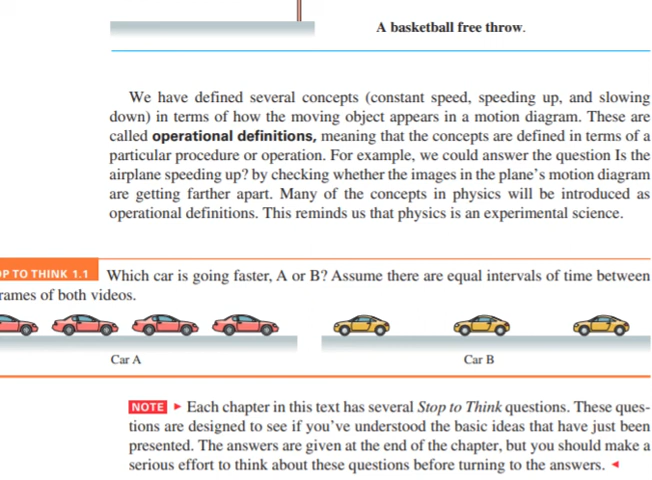 A basketball free throw.
We have defined several concepts (constant speed, speeding up, and slowing
down) in terms of how the moving object appears in a motion diagram. These are
called operational definitions, meaning that the concepts are defined in terms of a
particular procedure or operation. For example, we could answer the question Is the
airplane speeding up? by checking whether the images in the plane's motion diagram
are getting farther apart. Many of the concepts in physics will be introduced as
operational definitions. This reminds us that physics is an experimental science.
OP TO THINK 1.1 Which car is going faster, A or B? Assume there are equal intervals of time between
rames of both videos.
Car A
Car B
NOTE ▶ Each chapter in this text has several Stop to Think questions. These ques-
tions are designed to see if you've understood the basic ideas that have just been
presented. The answers are given at the end of the chapter, but you should make a
serious effort to think about these questions before turning to the answers. ◀